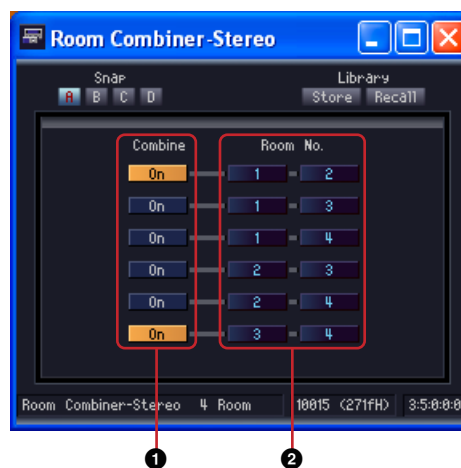 Room Combiner-Stereo
Snap Library
A B C D Store Recall
Combine Room No.
On 1 = 2
On 1 = 3
On 1 = 4
On 2 = 3
On 2 = 4
On 3 = 4
Room Combiner-Stereo 4 Room 10015 (271fH) 3:5:0:0:0
1 2